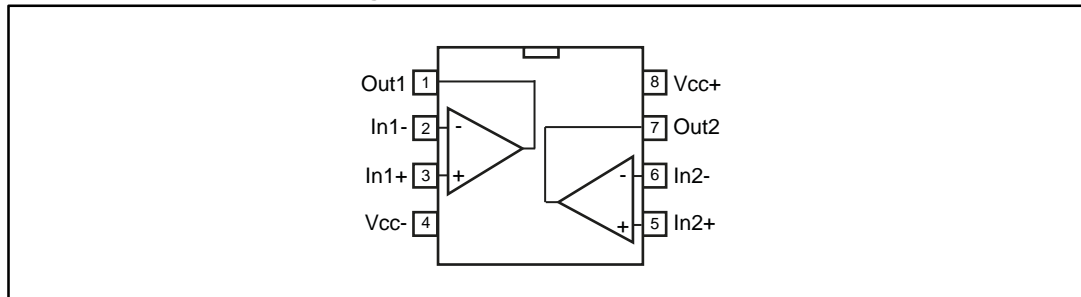 Out1 1
In1- 2
In1+ 3
Vcc- 4
- +
8 Vcc+
7 Out2
6 In2-
5 In2+
- +